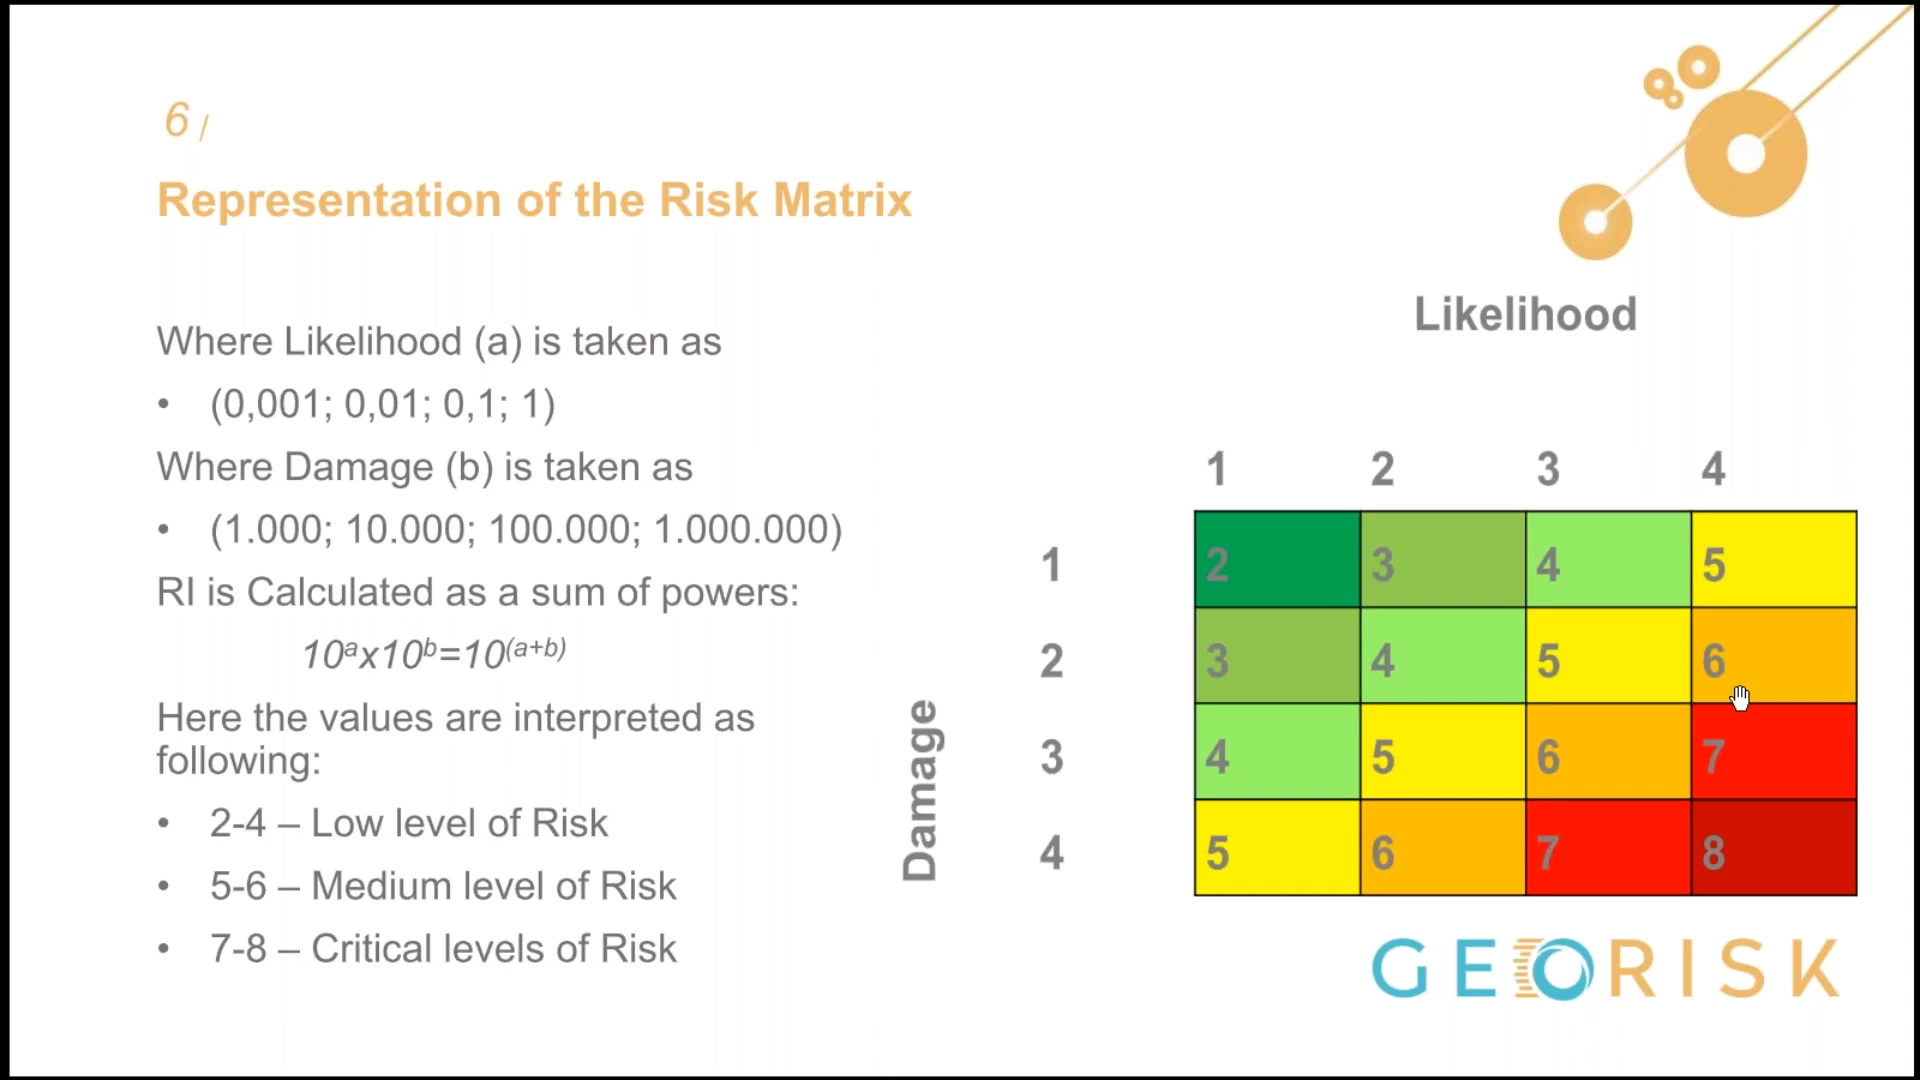 6 /
Representation of the Risk Matrix
Where Likelihood (a) is taken as
• (0,001; 0,01; 0,1; 1)
Where Damage (b) is taken as
• (1.000; 10.000; 100.000; 1.000.000)
RI is Calculated as a sum of powers:
10ᵃx10ᵇ=10⁽ᵃ⁺ᵇ⁾
Here the values are interpreted as
following:
• 2-4 – Low level of Risk
• 5-6 – Medium level of Risk
• 7-8 – Critical levels of Risk
Likelihood
1 2 3 4
Damage
1 2 3 4 5
2 3 4 5 6
3 4 5 6 7
4 5 6 7 8
GEORISK